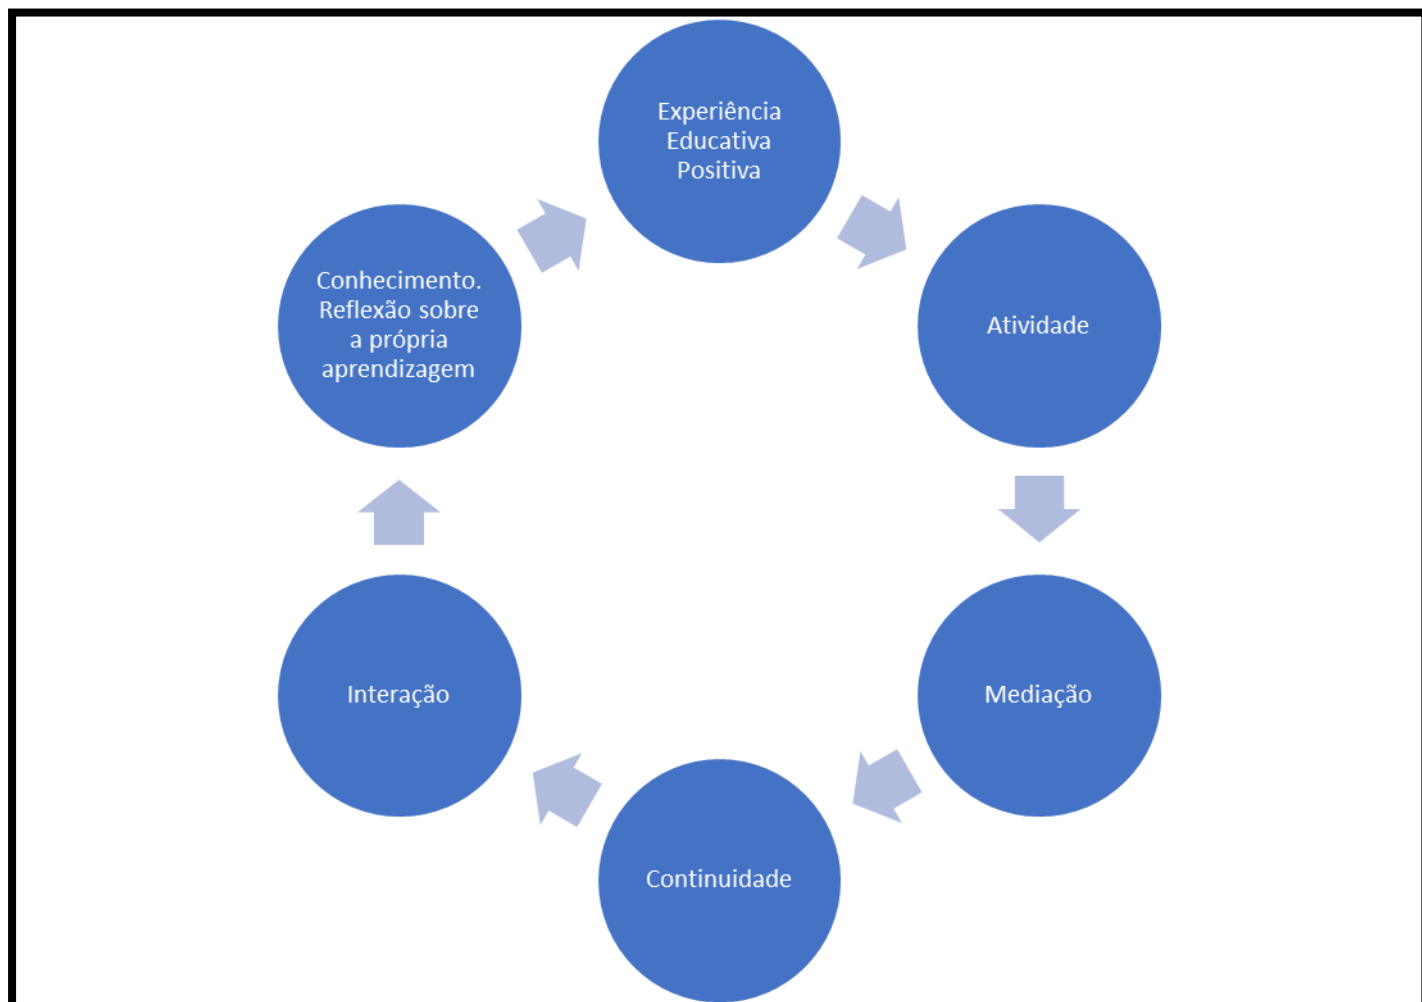 Experiência
Educativa
Positiva
Atividade
Mediação
Continuidade
Interação
Conhecimento.
Reflexão sobre
a própria
aprendizagem